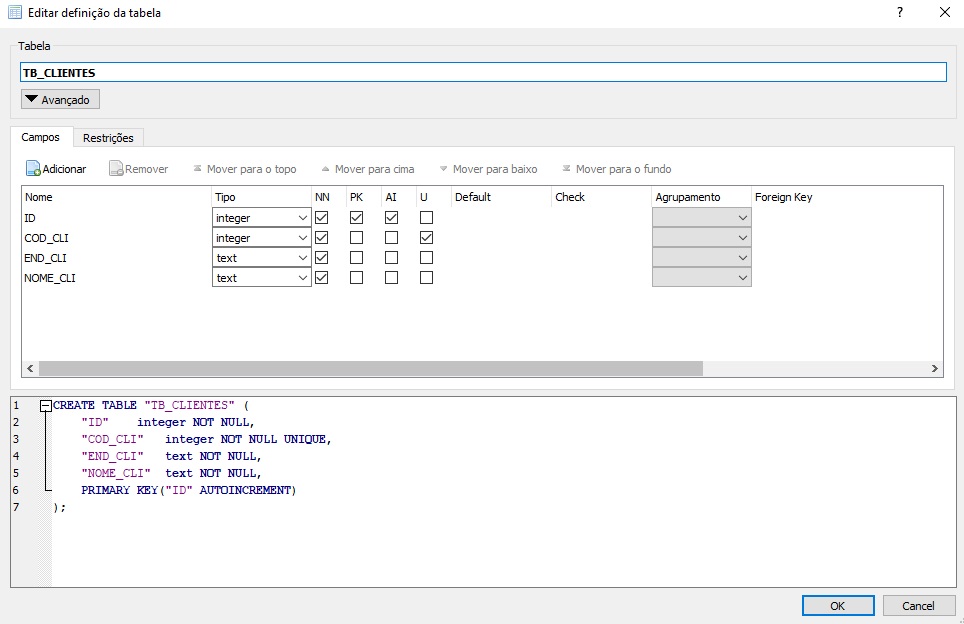 Editar definição da tabela ?
Tabela
TB_CLIENTES
Avançado
Campos Restrições
Adicionar Remover Mover para o topo Mover para cima Mover para baixo Mover para o fundo
Nome Tipo NN PK AI U Default Check Agrupamento Foreign Key
ID integer
COD_CLI integer
END_CLI text
NOME_CLI text
1 CREATE TABLE "TB_CLIENTES" (
2 "ID" integer NOT NULL,
3 "COD_CLI" integer NOT NULL UNIQUE,
4 "END_CLI" text NOT NULL,
5 "NOME_CLI" text NOT NULL,
6 PRIMARY KEY("ID" AUTOINCREMENT)
7 );
OK Cancel